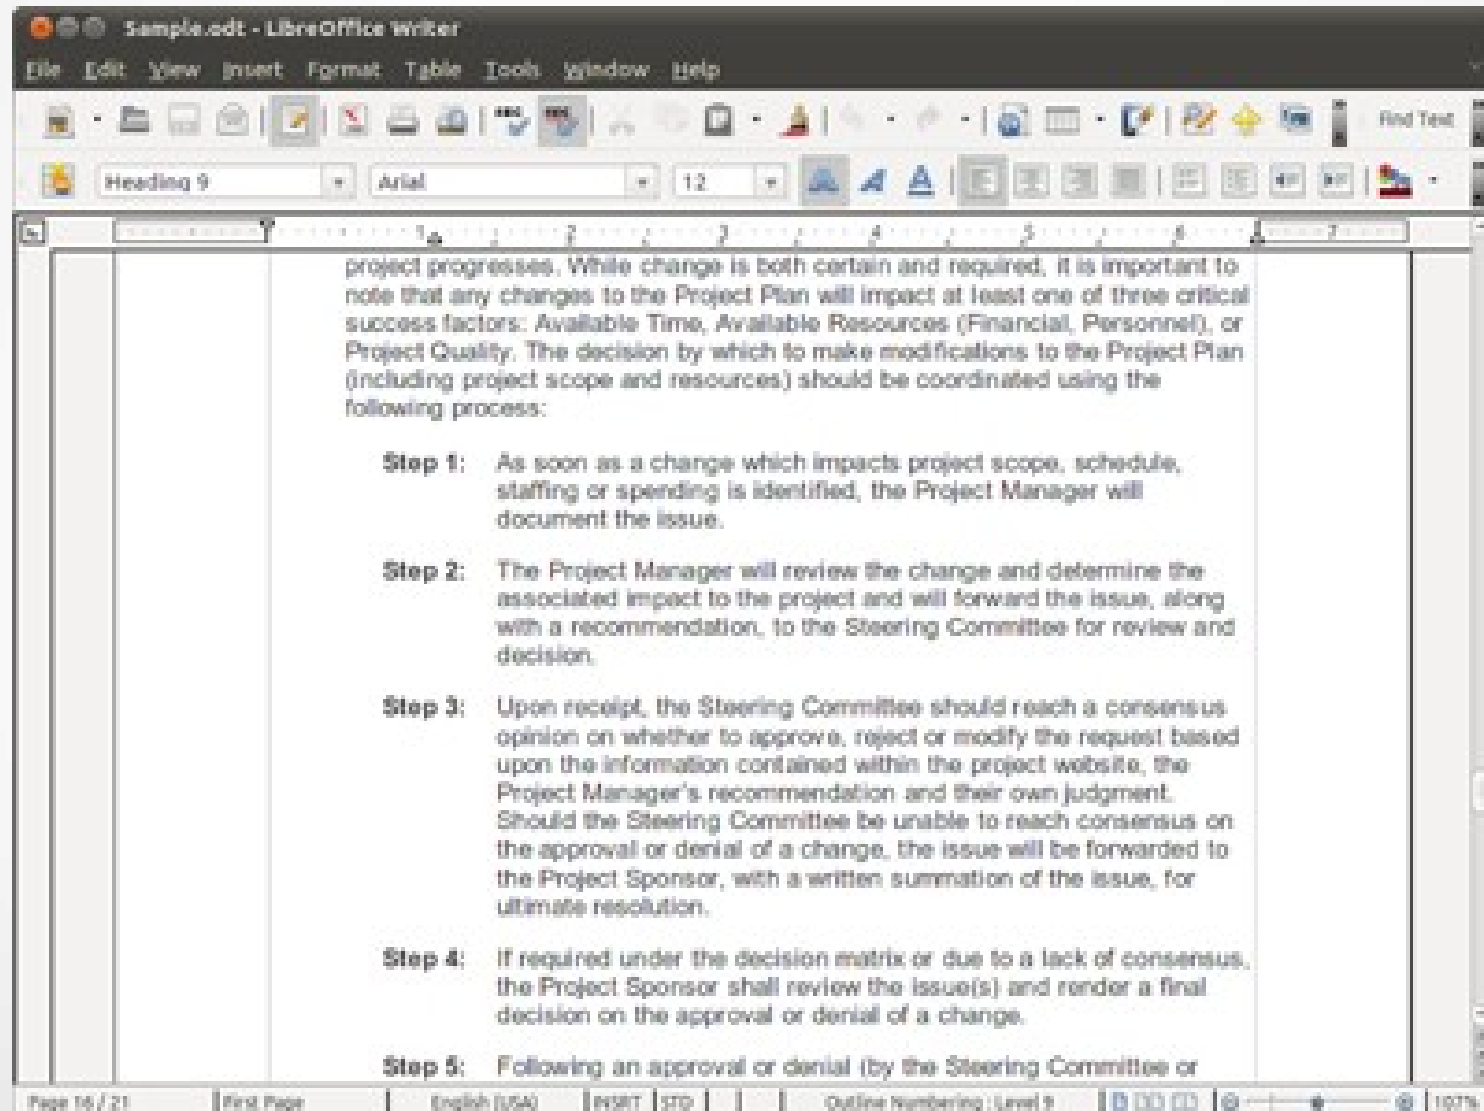 Sample.odt - LibreOffice Writer
File Edit View Insert Format Table Tools Window Help
Find Text
Heading 9 Arial 12
1 2 3 4 5 6 7
project progresses. While change is both certain and required, it is important to
note that any changes to the Project Plan will impact at least one of three critical
success factors: Available Time, Available Resources (Financial, Personnel), or
Project Quality. The decision by which to make modifications to the Project Plan
(including project scope and resources) should be coordinated using the
following process:
Step 1: As soon as a change which impacts project scope, schedule,
staffing or spending is identified, the Project Manager will
document the issue.
Step 2: The Project Manager will review the change and determine the
associated impact to the project and will forward the issue, along
with a recommendation, to the Steering Committee for review and
decision.
Step 3: Upon receipt, the Steering Committee should reach a consensus
opinion on whether to approve, reject or modify the request based
upon the information contained within the project website, the
Project Manager's recommendation and their own judgment.
Should the Steering Committee be unable to reach consensus on
the approval or denial of a change, the issue will be forwarded to
the Project Sponsor, with a written summation of the issue, for
ultimate resolution.
Step 4: If required under the decision matrix or due to a lack of consensus,
the Project Sponsor shall review the issue(s) and render a final
decision on the approval or denial of a change.
Step 5: Following an approval or denial (by the Steering Committee or
Page 16 / 21 First Page English (USA) INSRT STD Outline Numbering : Level 9 107%